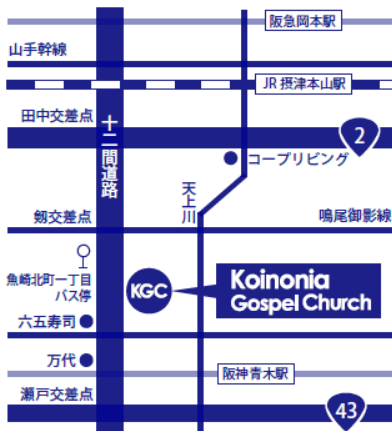 阪急岡本駅
山手幹線
JR 摂津本山駅
田中交差点
2
十二間道路
コープリビング
天上川
剱交差点
鳴尾御影線
魚崎北町一丁目
バス停
KGC
Koinonia
Gospel Church
六五寿司
万代
阪神青木駅
瀬戸交差点
43